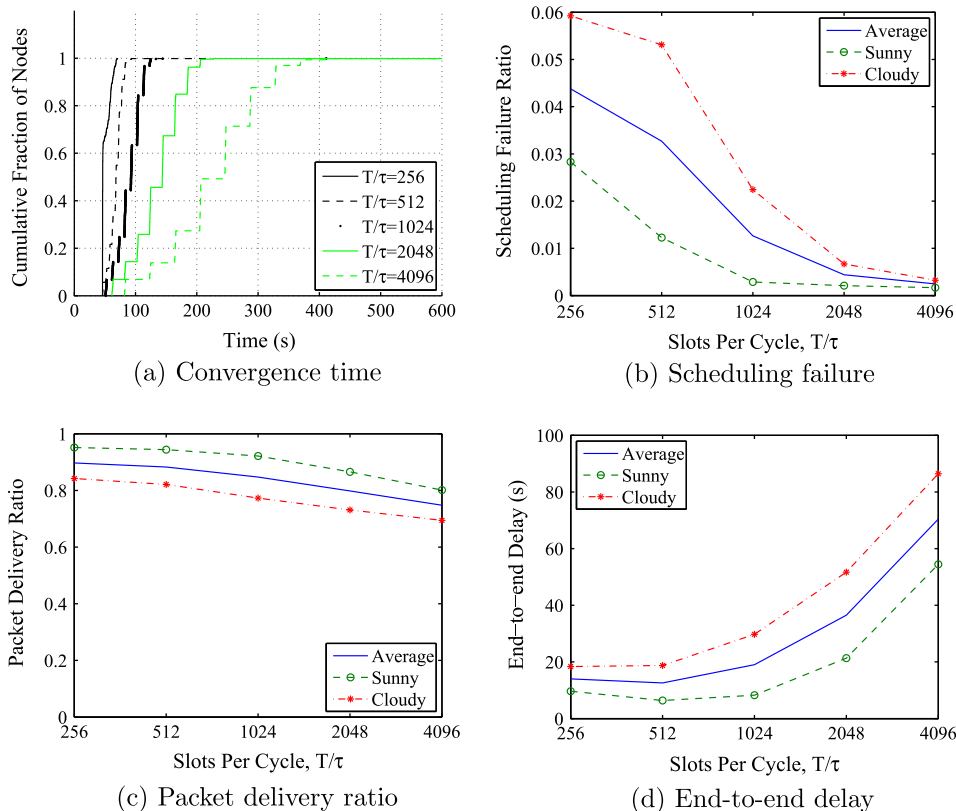 1
0.8
0.6
0.4
0.2
0
0 100 200 300 400 500 600
Cumulative Fraction of Nodes
Time (s)
T/τ=256
T/τ=512
T/τ=1024
T/τ=2048
T/τ=4096
(a) Convergence time
0.06
0.05
0.04
0.03
0.02
0.01
0
256 512 1024 2048 4096
Scheduling Failure Ratio
Slots Per Cycle, T/τ
Average
Sunny
Cloudy
(b) Scheduling failure
1
0.8
0.6
0.4
0.2
0
256 512 1024 2048 4096
Packet Delivery Ratio
Slots Per Cycle, T/τ
Average
Sunny
Cloudy
(c) Packet delivery ratio
100
80
60
40
20
0
256 512 1024 2048 4096
End−to−end Delay (s)
Slots Per Cycle, T/τ
Average
Sunny
Cloudy
(d) End-to-end delay